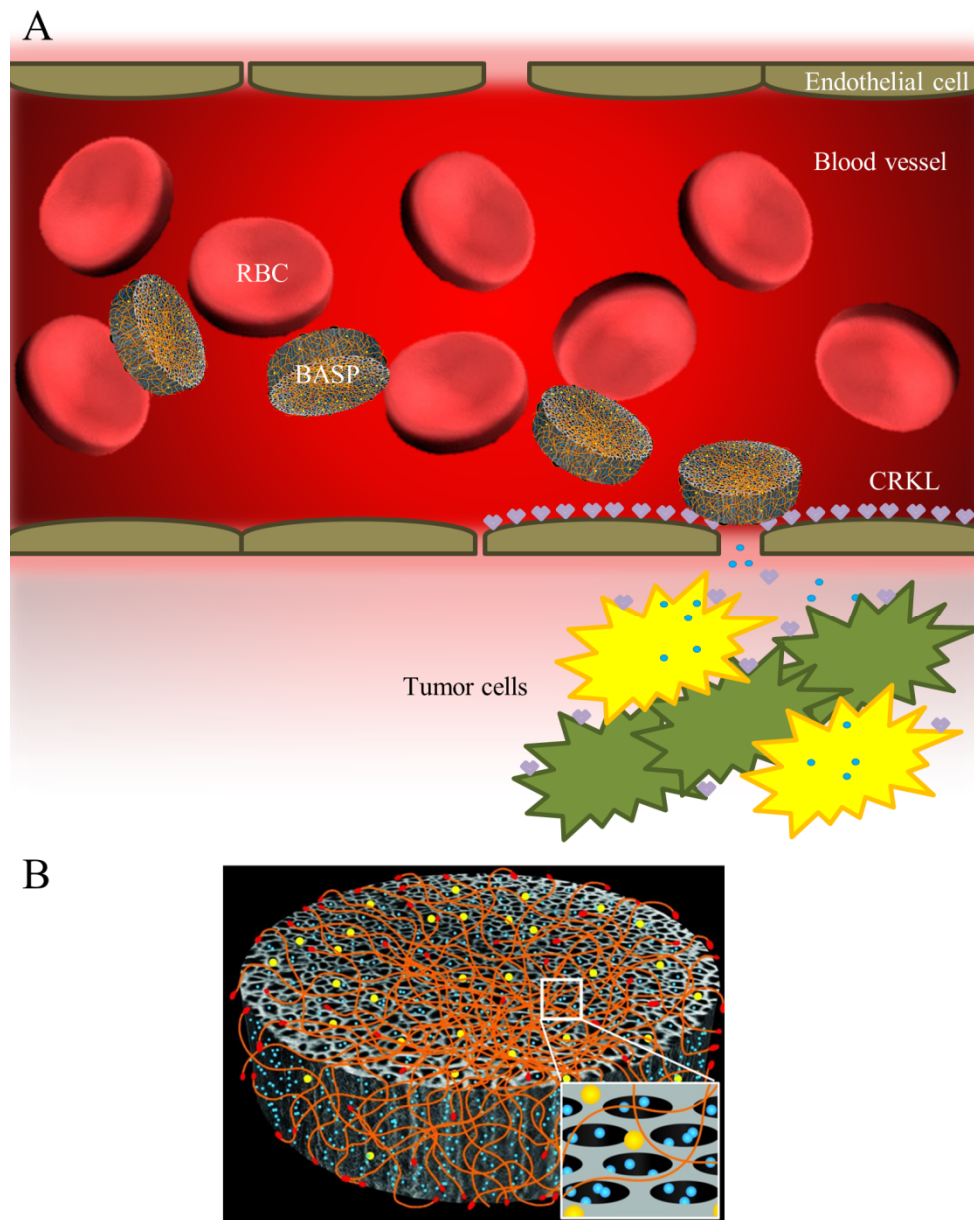 A
Endothelial cell
Blood vessel
RBC
BASP
CRKL
Tumor cells
B